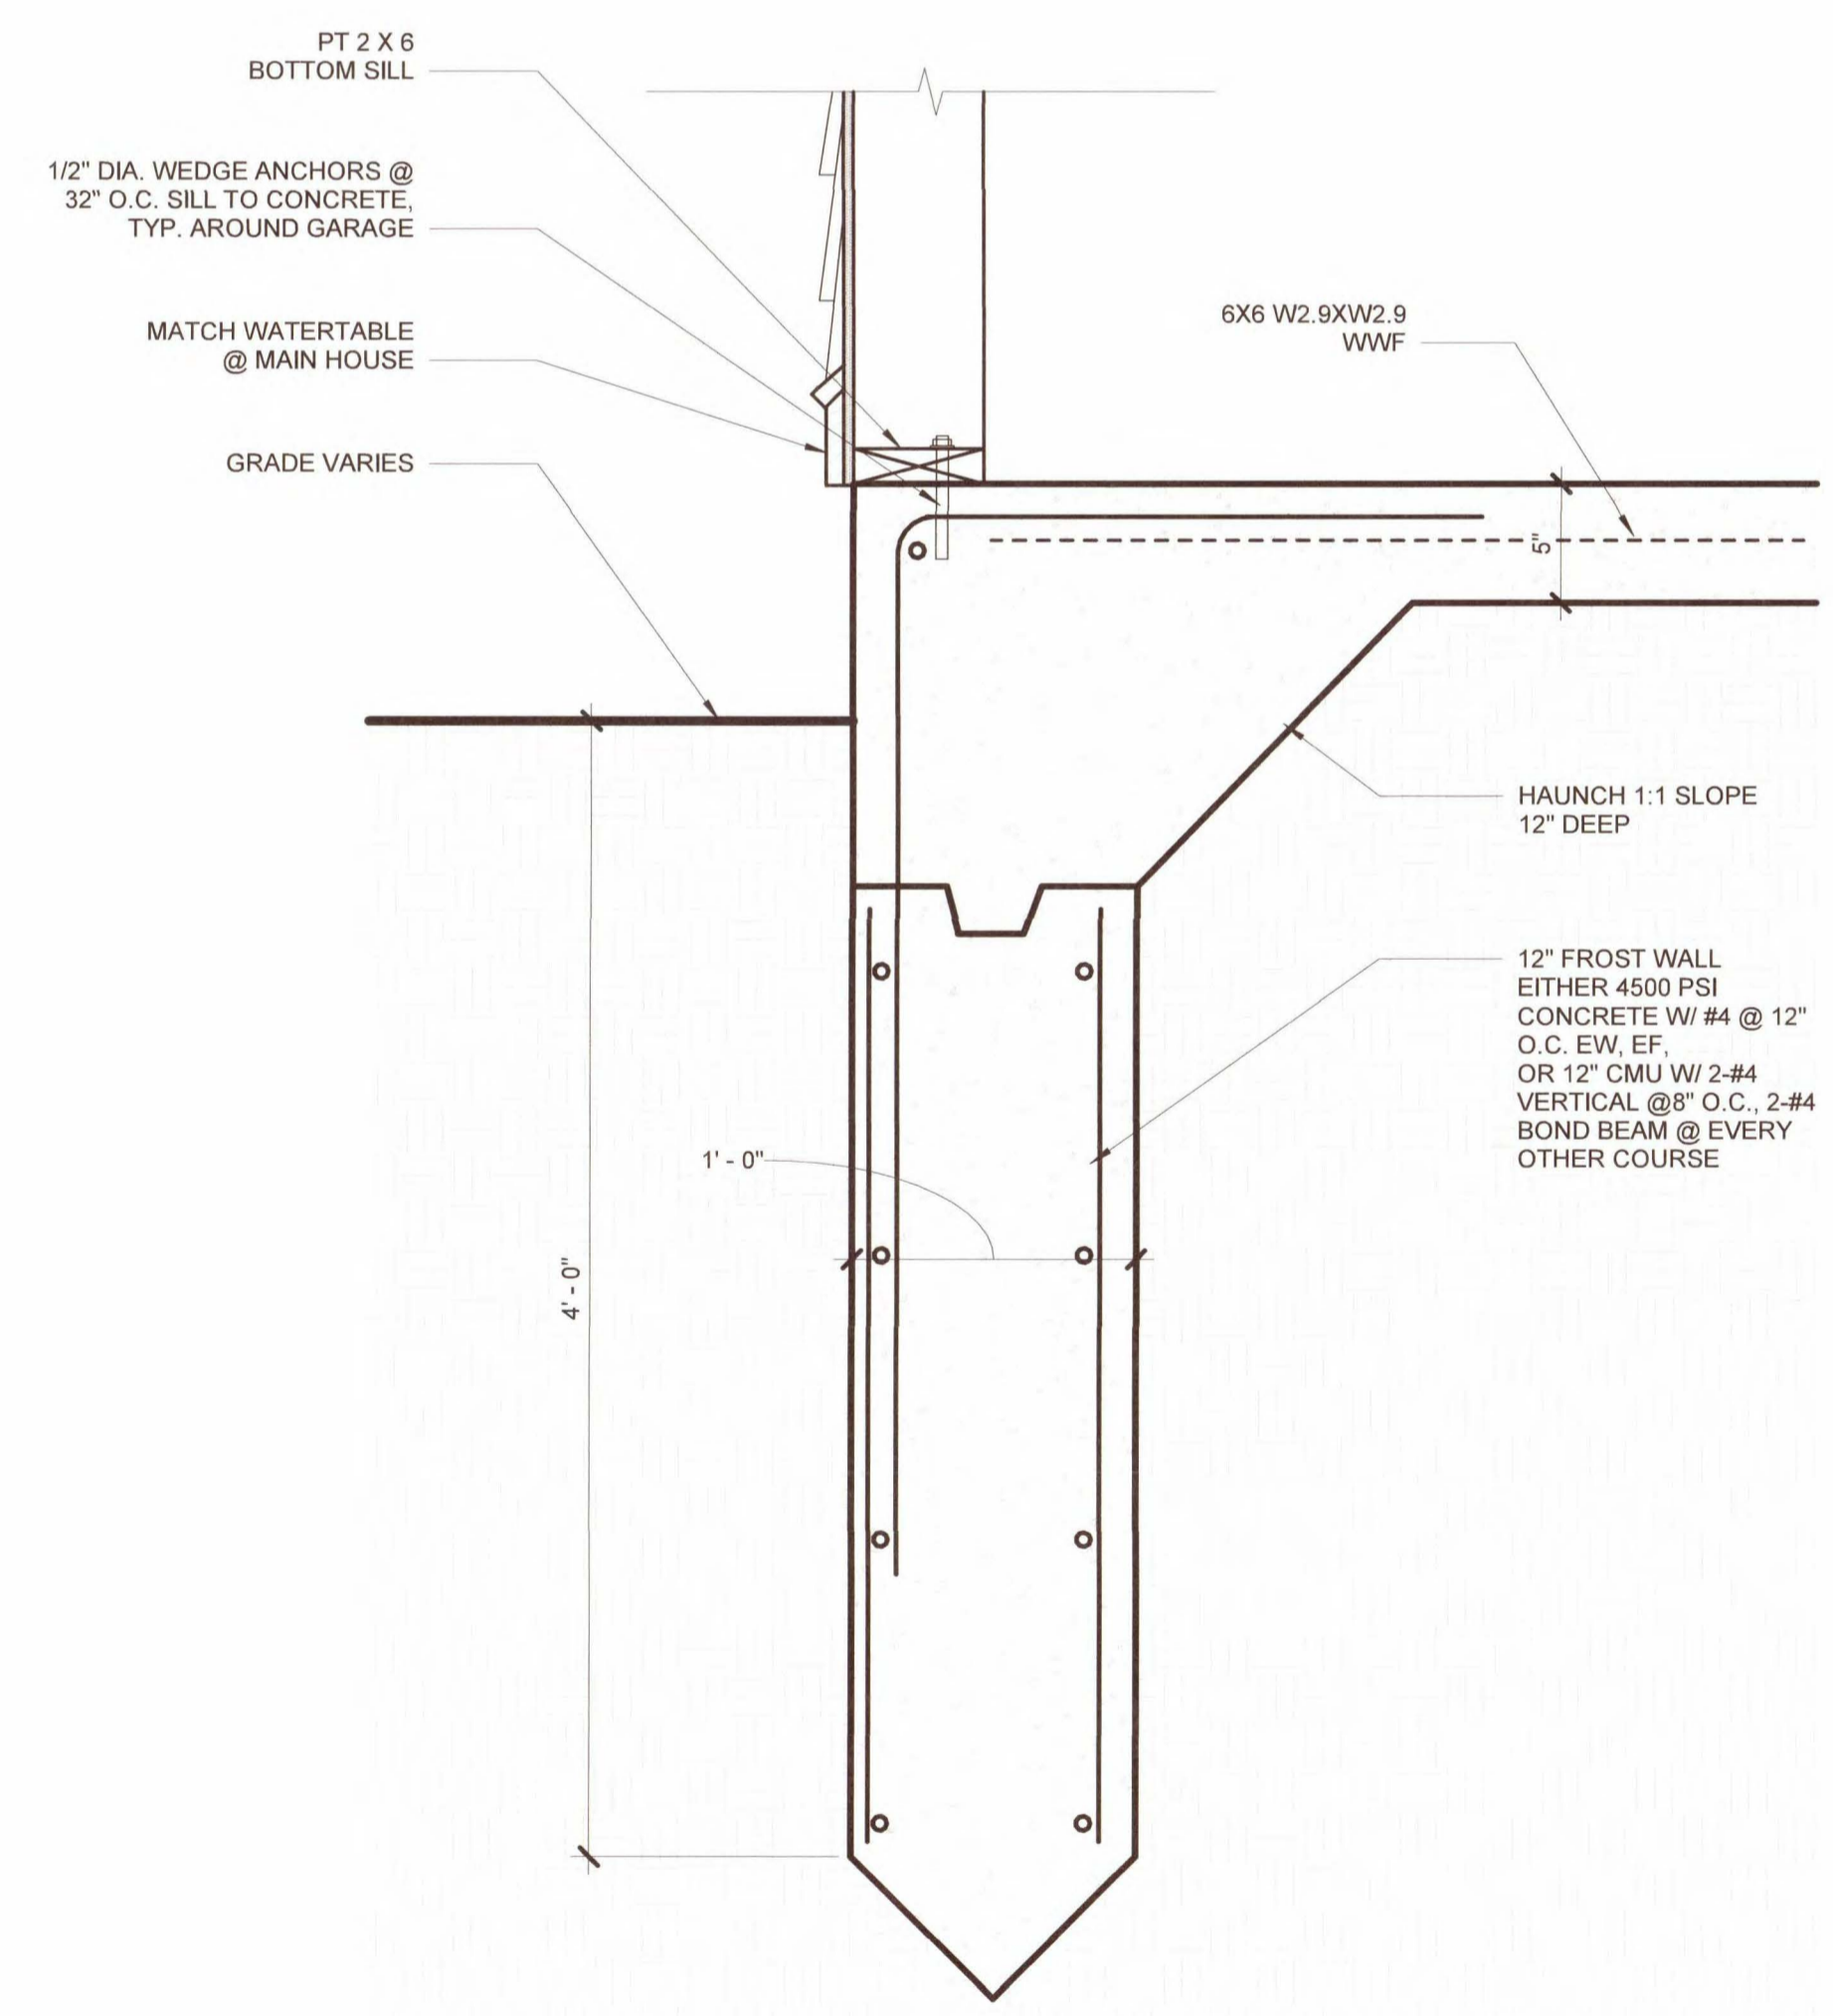 PT 2 X 6
BOTTOM SILL
1/2" DIA. WEDGE ANCHORS @
32" O.C. SILL TO CONCRETE,
TYP. AROUND GARAGE
MATCH WATERTABLE
@ MAIN HOUSE
GRADE VARIES
6X6 W2.9XW2.9
WWF
5"
HAUNCH 1:1 SLOPE
12" DEEP
12" FROST WALL
EITHER 4500 PSI
CONCRETE W/ #4 @ 12"
O.C. EW, EF,
OR 12" CMU W/ 2-#4
VERTICAL @8" O.C., 2-#4
BOND BEAM @ EVERY
OTHER COURSE
1' - 0"
4' - 0"